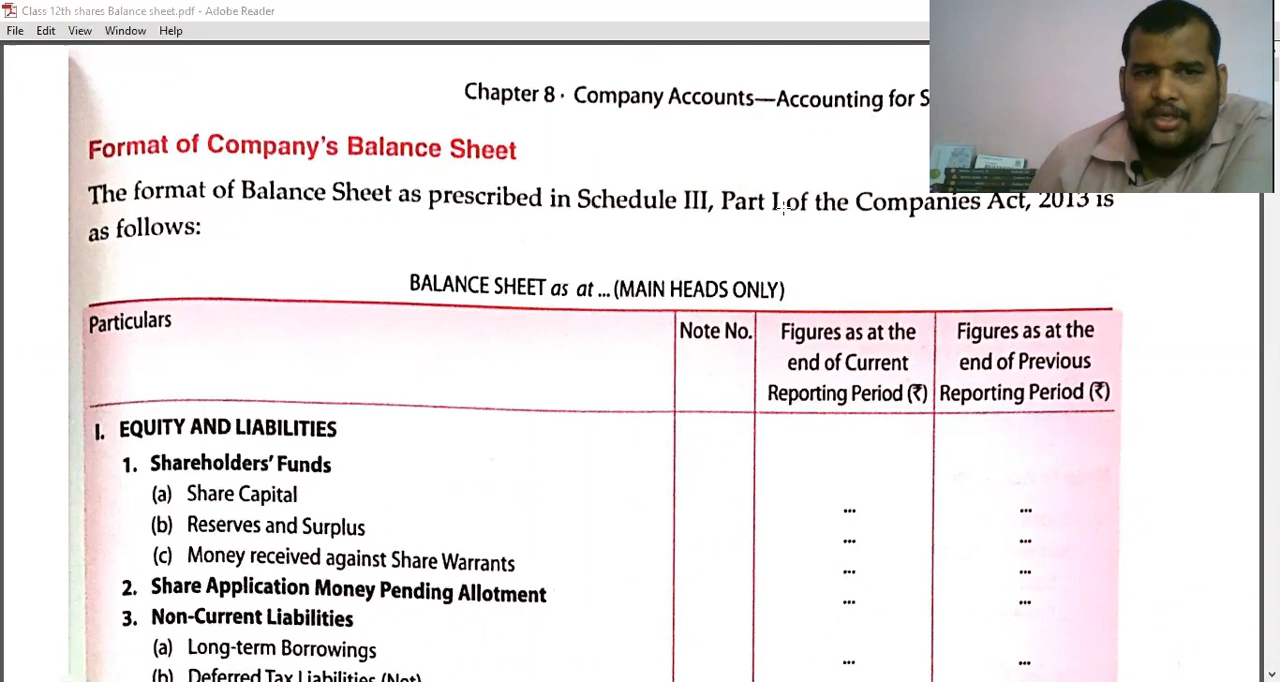 Class 12th shares Balance sheet.pdf - Adobe Reader
File Edit View Window Help
Chapter 8 · Company Accounts—Accounting for S
Format of Company's Balance Sheet
The format of Balance Sheet as prescribed in Schedule III, Part I of the Companies Act, 2013 is
as follows:
BALANCE SHEET as at ... (MAIN HEADS ONLY)
Particulars
Note No.
Figures as at the
end of Current
Reporting Period (₹)
Figures as at the
end of Previous
Reporting Period (₹)
I. EQUITY AND LIABILITIES
1. Shareholders' Funds
(a) Share Capital ... ...
(b) Reserves and Surplus ... ...
(c) Money received against Share Warrants ... ...
2. Share Application Money Pending Allotment ... ...
3. Non-Current Liabilities
(a) Long-term Borrowings ... ...
(b) Deferred Tax Liabilities (Net)